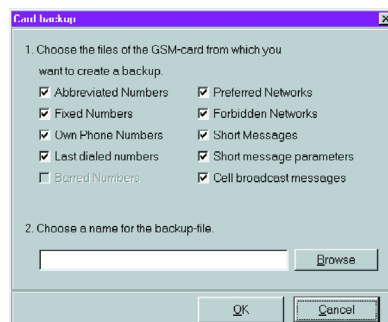 Card backup
1. Choose the files of the GSM-card from which you
want to create a backup.
Abbreviated Numbers
Preferred Networks
Fixed Numbers
Forbidden Networks
Own Phone Numbers
Short Messages
Last dialed numbers
Short message parameters
Barred Numbers
Cell broadcast messages
2. Choose a name for the backup-file.
Browse
OK
Cancel